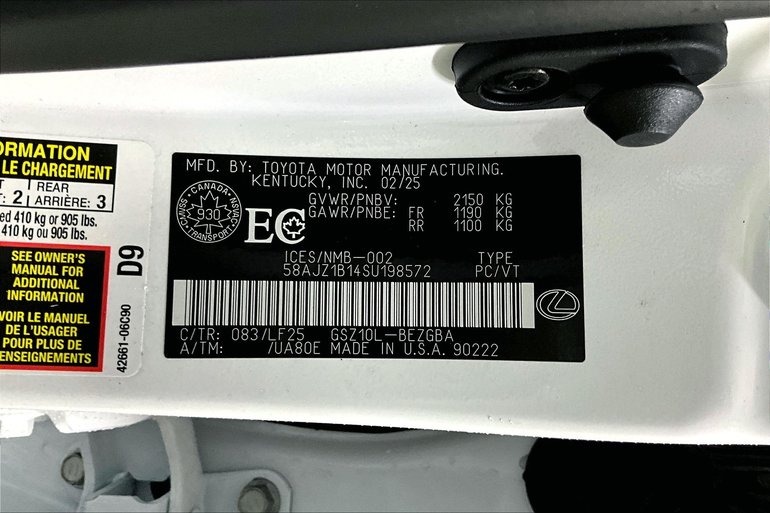 ORMATION
LE CHARGEMENT
REAR
2 ARRIÈRE: 3
ed 410 kg or 905 lbs.
410 kg ou 905 lbs.
SEE OWNER'S
MANUAL FOR
ADDITIONAL
INFORMATION
VOIR LE MANUEL
DE L'USAGER
POUR PLUS DE
RENSEIGNEMENTS
D9
42661-06C90
MFD. BY: TOYOTA MOTOR MANUFACTURING.
KENTUCKY, INC. 02/25
GVWR/PNBV: 2150 KG
GAWR/PNBE: FR 1190 KG
RR 1100 KG
CANADA
CMVSS
930
NSVAC
TRANSPORT
EC
ICES/NMB-002 TYPE
58AJZ1B14SU198572 PC/VT
C/TR: 083/LF25 GSZ10L-BEZGBA
A/TM: /UA80E MADE IN U.S.A. 90222